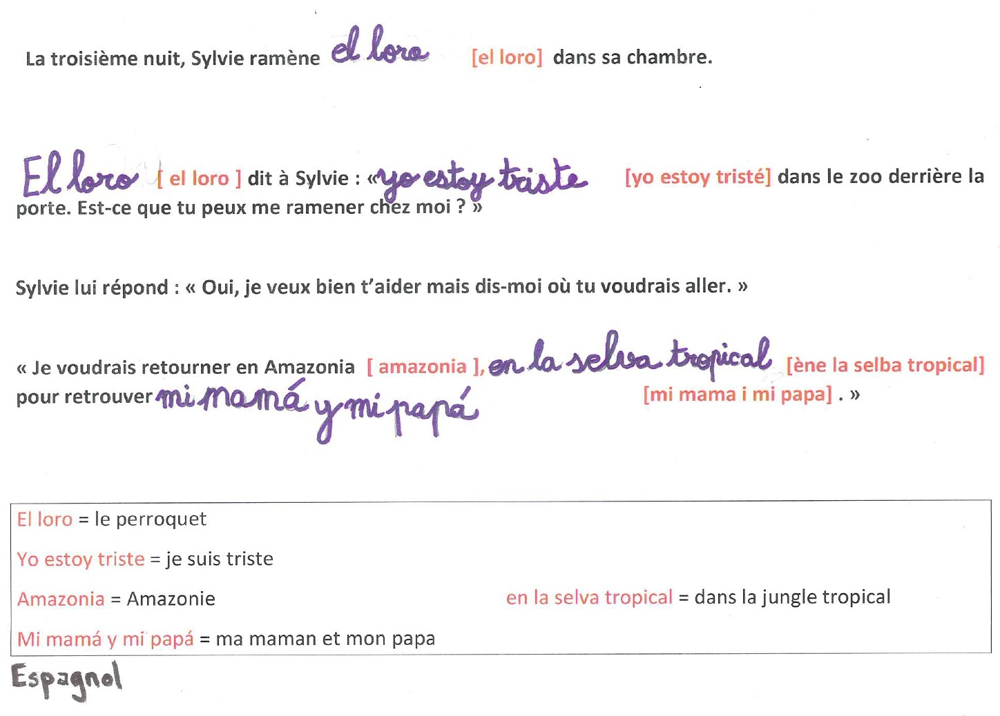 La troisième nuit, Sylvie ramène el loro [el loro] dans sa chambre.
El loro [ el loro ] dit à Sylvie : «yo estoy triste [yo estoy tristé] dans le zoo derrière la
porte. Est-ce que tu peux me ramener chez moi ? »
Sylvie lui répond : « Oui, je veux bien t’aider mais dis-moi où tu voudrais aller. »
« Je voudrais retourner en Amazonia [ amazonia ], en la selva tropical [ène la selba tropical]
pour retrouver mi mamá y mi papá [mi mama i mi papa] . »
El loro = le perroquet
Yo estoy triste = je suis triste
Amazonia = Amazonie en la selva tropical = dans la jungle tropical
Mi mamá y mi papá = ma maman et mon papa
Espagnol